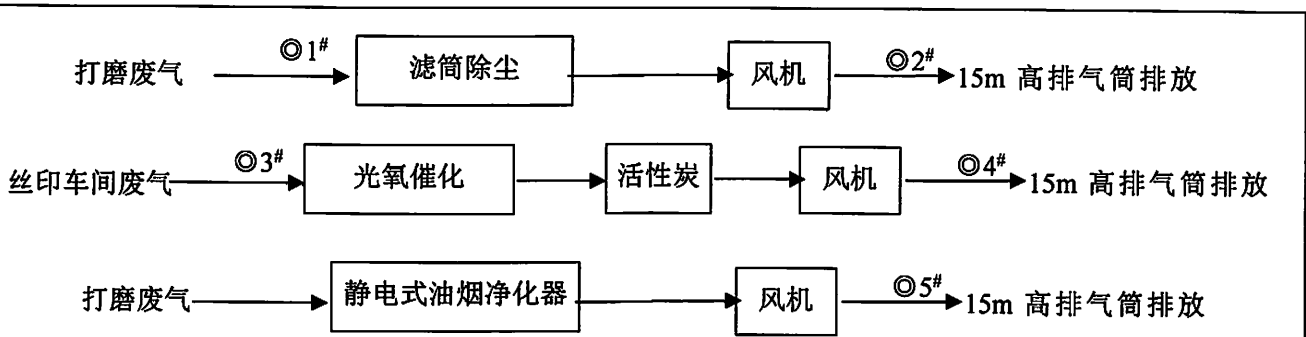 打磨废气 ◎1# 滤筒除尘 风机 ◎2# 15m 高排气筒排放
丝印车间废气 ◎3# 光氧催化 活性炭 风机 ◎4# 15m 高排气筒排放
打磨废气 静电式油烟净化器 风机 ◎5# 15m 高排气筒排放